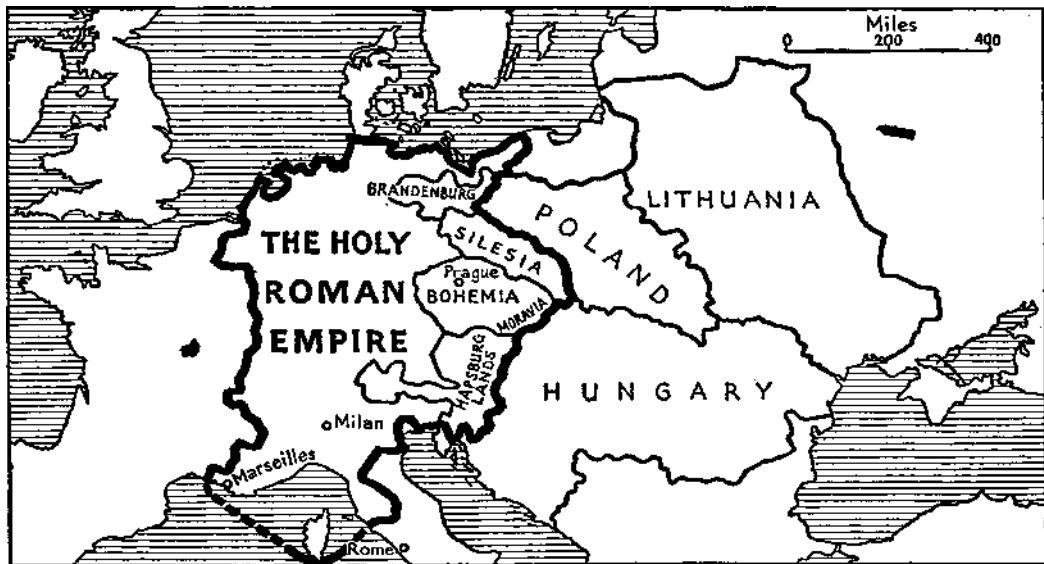 Miles
0 200 400
BRANDENBURG
LITHUANIA
POLAND
THE HOLY
ROMAN
EMPIRE
SILESIA
Prague
BOHEMIA
MORAVIA
HAPSBURG
LANDS
HUNGARY
Milan
Marseilles
Rome